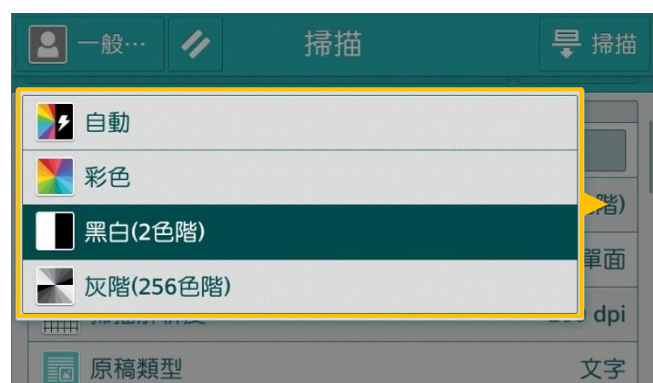 一般… 掃描 掃描
自動
彩色
黑白(2色階)
階)
灰階(256色階)
單面
dpi
原稿類型 文字